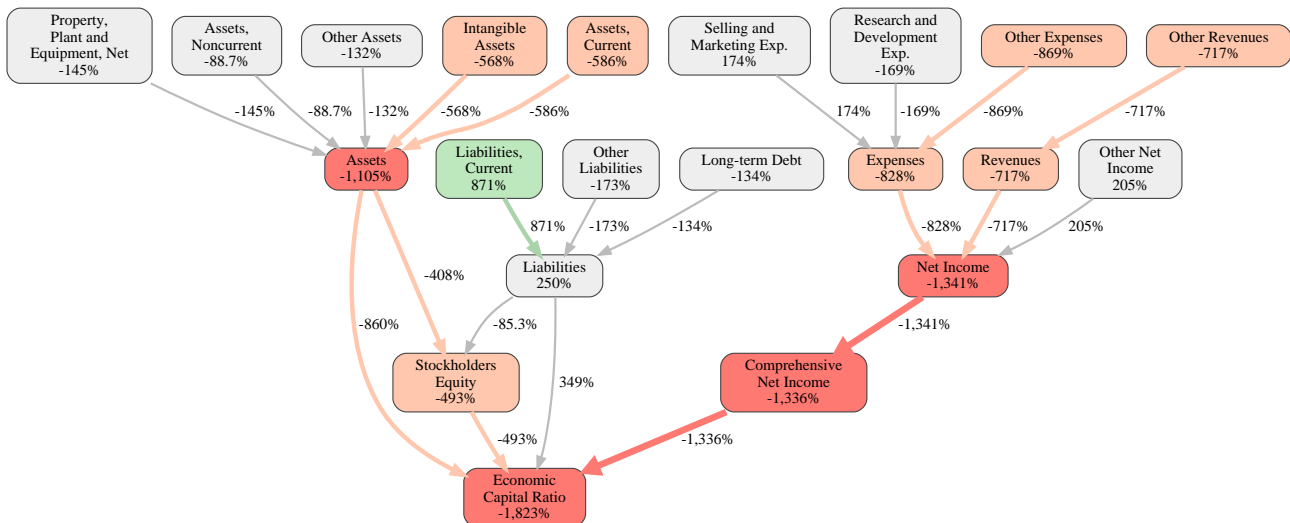 Property,
Plant and
Equipment, Net
-145%
Assets,
Noncurrent
-88.7%
Other Assets
-132%
Intangible
Assets
-568%
Assets,
Current
-586%
Selling and
Marketing Exp.
174%
Research and
Development
Exp.
-169%
Other Expenses
-869%
Other Revenues
-717%
-145%
-88.7%
-132%
-568%
-586%
174%
-169%
-869%
-717%
Assets
-1,105%
Liabilities,
Current
871%
Other
Liabilities
-173%
Long-term Debt
-134%
Expenses
-828%
Revenues
-717%
Other Net
Income
205%
871%
-173%
-134%
-828%
-717%
205%
-408%
Liabilities
250%
Net Income
-1,341%
-860%
-85.3%
-1,341%
349%
Stockholders
Equity
-493%
Comprehensive
Net Income
-1,336%
-493%
-1,336%
Economic
Capital Ratio
-1,823%